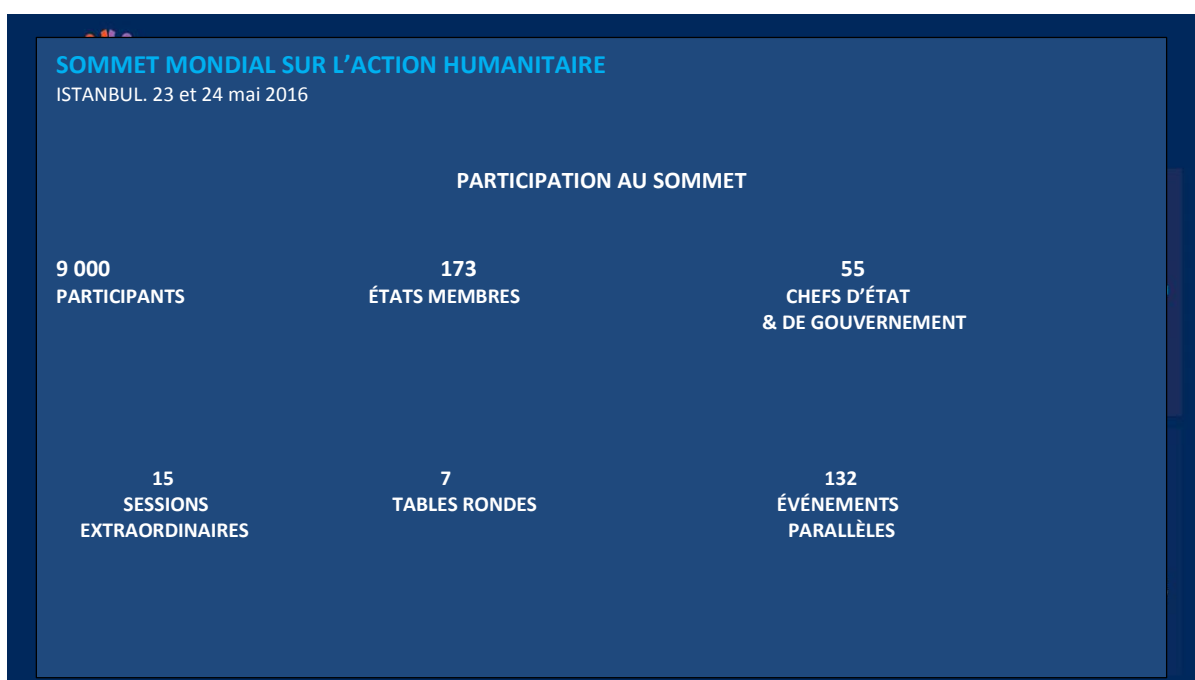 SOMMET MONDIAL SUR L’ACTION HUMANITAIRE
ISTANBUL. 23 et 24 mai 2016
PARTICIPATION AU SOMMET
9 000
PARTICIPANTS
173
ÉTATS MEMBRES
55
CHEFS D’ÉTAT
& DE GOUVERNEMENT
15
SESSIONS
EXTRAORDINAIRES
7
TABLES RONDES
132
ÉVÉNEMENTS
PARALLÈLES